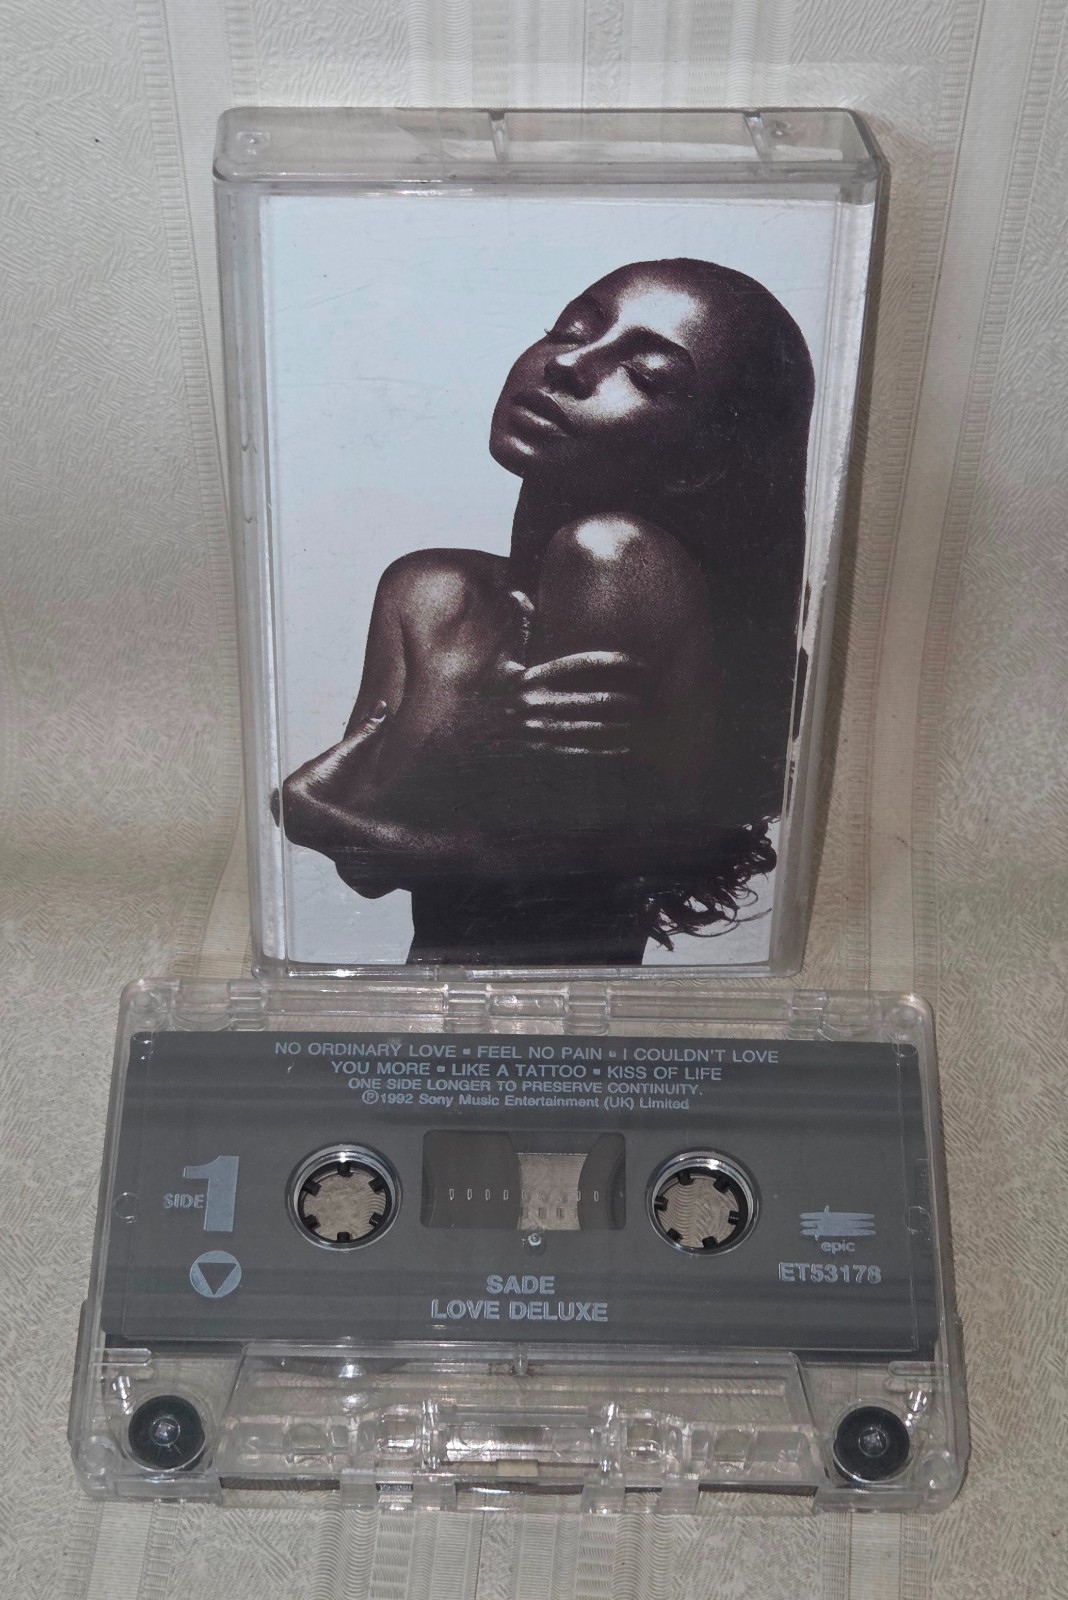 NO ORDINARY LOVE ▪ FEEL NO PAIN ▪ I COULDN'T LOVE
YOU MORE ▪ LIKE A TATTOO ▪ KISS OF LIFE
ONE SIDE LONGER TO PRESERVE CONTINUITY.
℗1992 Sony Music Entertainment (UK) Limited
SIDE 1
epic
ET53178
SADE
LOVE DELUXE